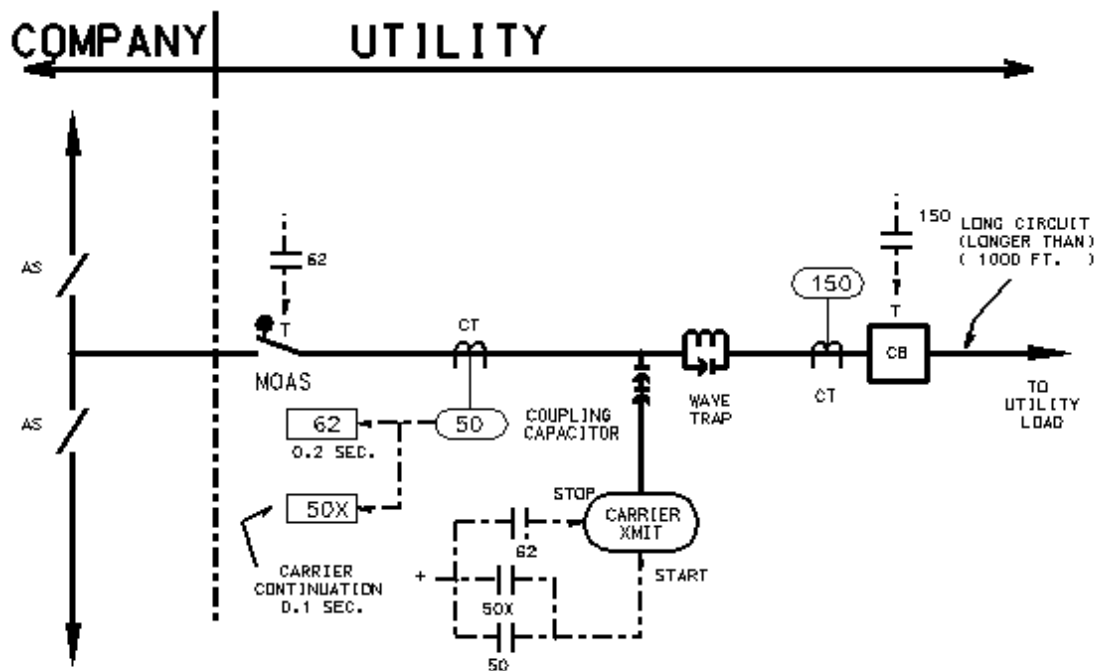 COMPANY
UTILITY
150
LONG CIRCUIT
(LONGER THAN)
( 1000 FT. )
AS
62
150
T
T
CT
CB
MOAS
CT
WAVE
TRAP
TO
UTILITY
LOAD
AS
62
50
COUPLING
CAPACITOR
0.2 SEC.
50X
STOP
CARRIER
XMIT
62
START
CARRIER
CONTINUATION
0.1 SEC.
+
50X
50